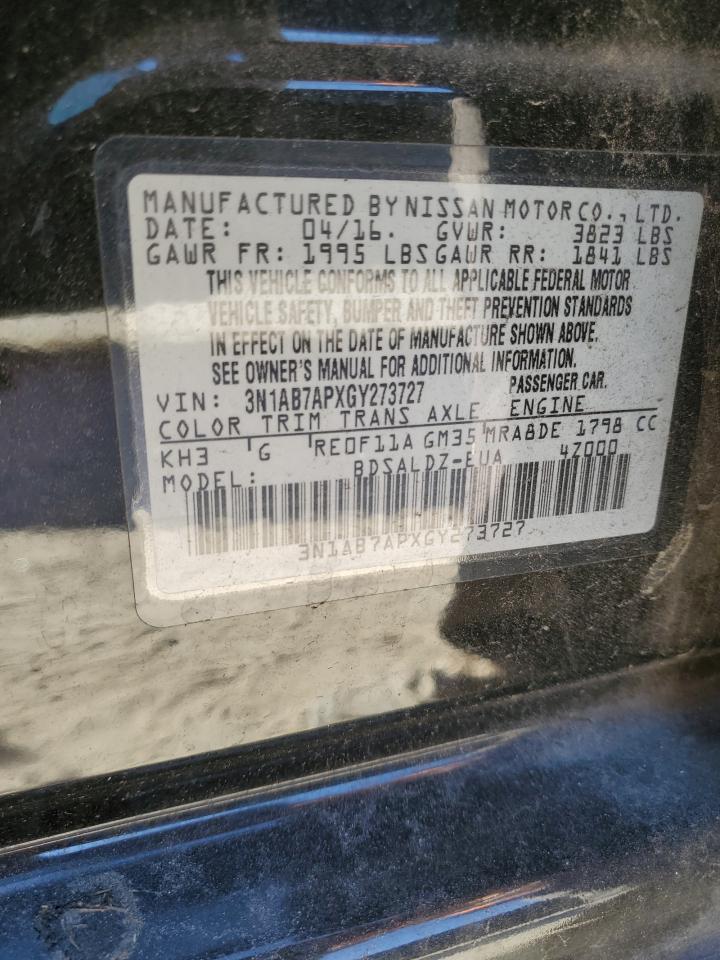 MANUFACTURED BY NISSAN MOTOR CO., LTD.
DATE: 04/16. GVWR: 3823 LBS
GAWR FR: 1995 LBS GAWR RR: 1841 LBS
THIS VEHICLE CONFORMS TO ALL APPLICABLE FEDERAL MOTOR
VEHICLE SAFETY, BUMPER AND THEFT PREVENTION STANDARDS
IN EFFECT ON THE DATE OF MANUFACTURE SHOWN ABOVE.
SEE OWNER'S MANUAL FOR ADDITIONAL INFORMATION.
VIN: 3N1AB7APXGY273727 PASSENGER CAR.
COLOR TRIM TRANS AXLE ENGINE
KH3 G RE0F11A GM35 MRA8DE 1798 CC
MODEL: BDSALDZ-EUA 4Z000
3N1AB7APXGY273727